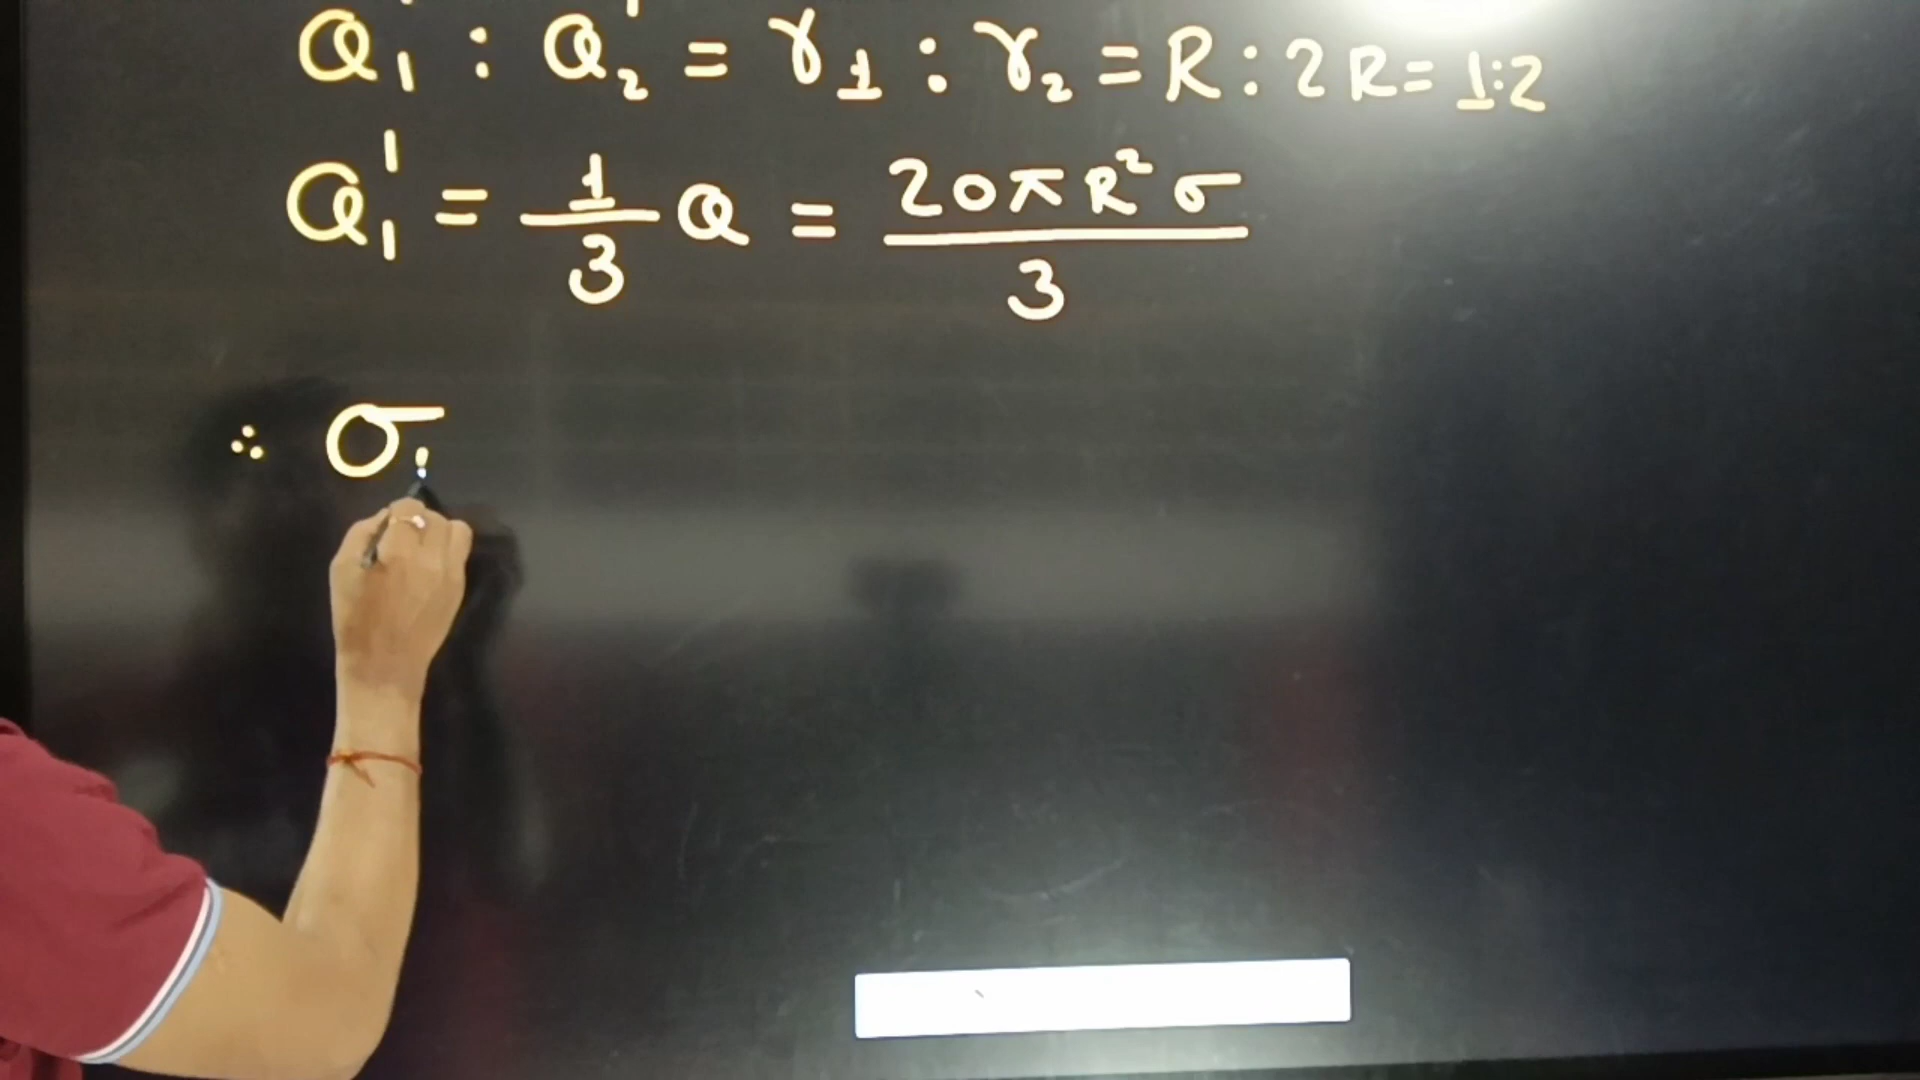 Q₁' : Q₂' = r₁ : r₂ = R : 2R = 1:2
Q₁' = 1/3 Q = 20πR²σ/3
∴ σ₁